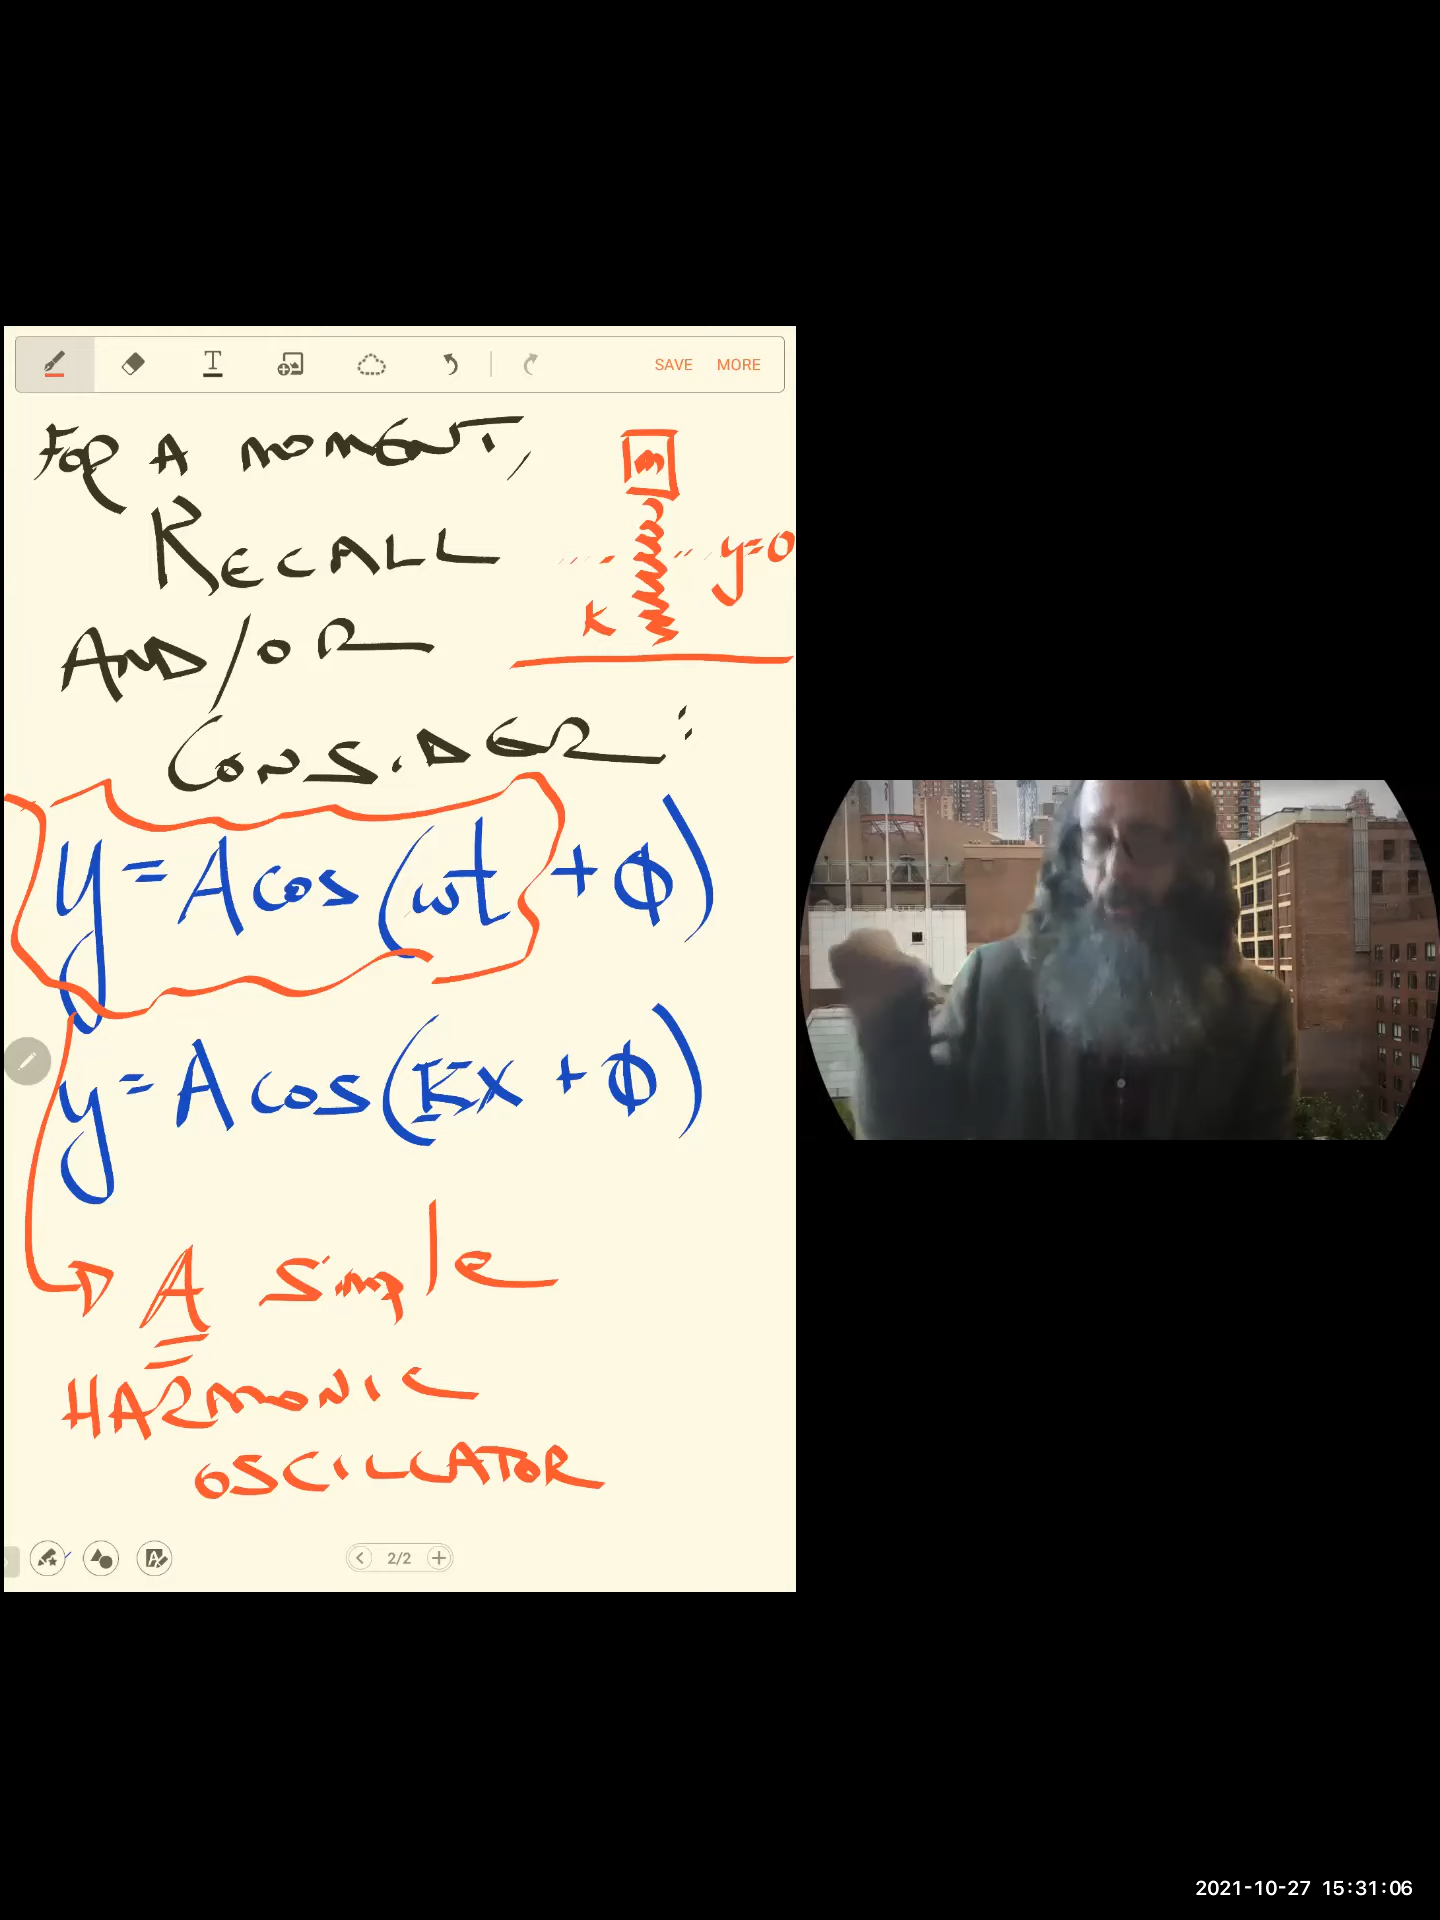 SAVE MORE
FOR A MOMENT,
RECALL
AND/OR
CONSIDER:
m
y=0
K
y=Acos(ωt+φ)
y=Acos(Kx+φ)
A Simple
HARMONIC
OSCILLATOR
2/2
2021-10-27 15:31:06